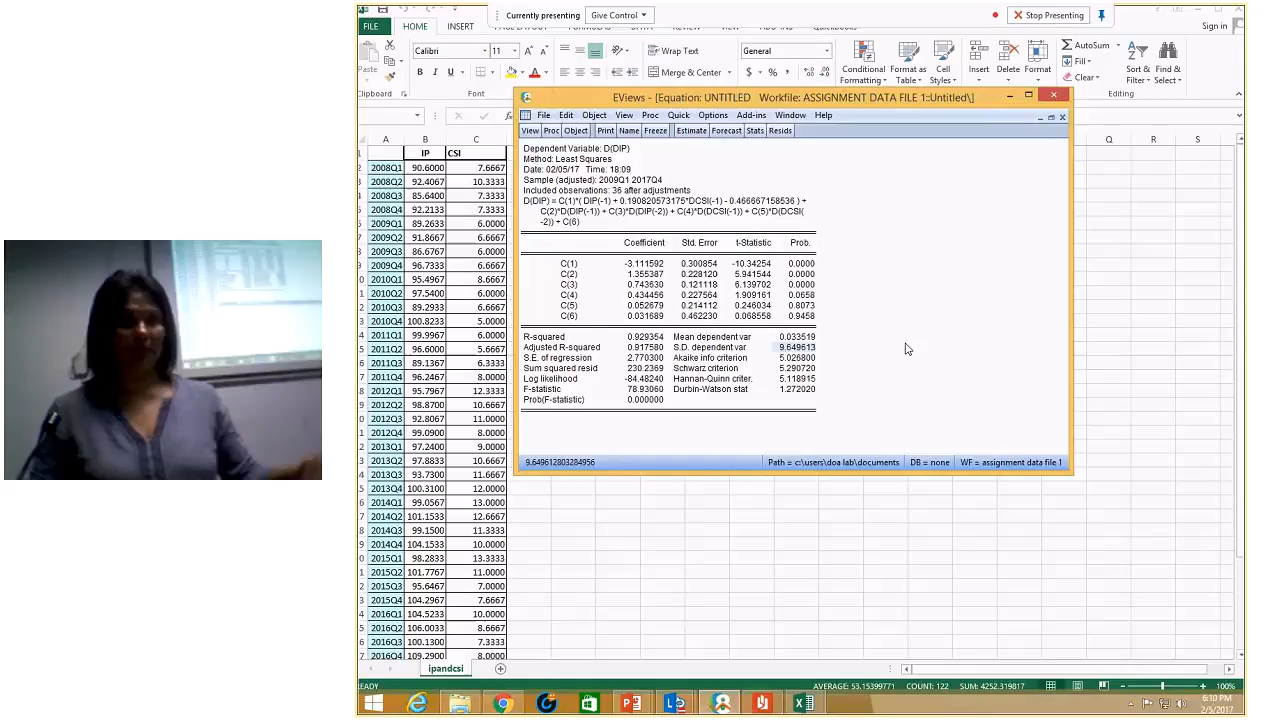 Currently presenting Give Control Stop Presenting
FILE HOME INSERT Sign in
Calibri 11 Wrap Text General AutoSum
Paste B I U Merge & Center $ % Conditional Format as Cell Insert Delete Format Fill Sort & Find &
Formatting Table Styles Clear Filter Select
Clipboard Font Editing
A B C Q R S
IP CSI
2008Q1 90.6000 7.6667
2008Q2 92.4067 10.3333
2008Q3 85.6400 7.3333
2008Q4 92.2133 7.3333
2009Q1 89.2633 6.0000
2009Q2 91.8667 6.6667
2009Q3 86.6767 6.0000
2009Q4 96.7333 6.6667
2010Q1 95.4967 8.6667
2010Q2 97.5400 6.0000
2010Q3 89.2933 6.6667
2010Q4 100.8233 5.0000
2011Q1 99.9967 6.0000
2011Q2 96.6000 5.6667
2011Q3 89.1367 6.3333
2011Q4 96.2467 8.0000
2012Q1 95.7967 12.3333
2012Q2 98.8700 10.6667
2012Q3 92.8067 11.0000
2012Q4 99.0900 8.0000
2013Q1 97.2400 9.0000
2013Q2 97.8833 10.6667
2013Q3 93.7300 11.6667
2013Q4 100.3100 12.0000
2014Q1 99.0567 13.0000
2014Q2 101.1533 12.6667
2014Q3 99.1500 11.3333
2014Q4 104.1533 10.0000
2015Q1 98.2833 13.3333
2015Q2 101.7767 11.0000
2015Q3 95.6467 7.0000
2015Q4 104.2967 7.6667
2016Q1 104.5233 10.0000
2016Q2 106.0033 8.6667
2016Q3 100.1300 7.3333
2016Q4 109.2900 8.0000
EViews - [Equation: UNTITLED Workfile: ASSIGNMENT DATA FILE 1::Untitled\]
File Edit Object View Proc Quick Options Add-ins Window Help
View Proc Object Print Name Freeze Estimate Forecast Stats Resids
Dependent Variable: D(DIP)
Method: Least Squares
Date: 02/05/17 Time: 18:09
Sample (adjusted): 2009Q1 2017Q4
Included observations: 36 after adjustments
D(DIP) = C(1)*( DIP(-1) + 0.190820573175*DCSI(-1) - 0.466667158536 ) +
C(2)*D(DIP(-1)) + C(3)*D(DIP(-2)) + C(4)*D(DCSI(-1)) + C(5)*D(DCSI(
-2)) + C(6)
Coefficient Std. Error t-Statistic Prob.
C(1) -3.111592 0.300854 -10.34254 0.0000
C(2) 1.355387 0.228120 5.941544 0.0000
C(3) 0.743630 0.121118 6.139702 0.0000
C(4) 0.434456 0.227564 1.909161 0.0658
C(5) 0.052679 0.214112 0.246034 0.8073
C(6) 0.031689 0.462230 0.068558 0.9458
R-squared 0.929354 Mean dependent var 0.033519
Adjusted R-squared 0.917580 S.D. dependent var 9.649613
S.E. of regression 2.770300 Akaike info criterion 5.026800
Sum squared resid 230.2369 Schwarz criterion 5.290720
Log likelihood -84.48240 Hannan-Quinn criter. 5.118915
F-statistic 78.93060 Durbin-Watson stat 1.272020
Prob(F-statistic) 0.000000
9.649612803284956 Path = c:\users\doa lab\documents DB = none WF = assignment data file 1
ipandcsi
EADY AVERAGE: 53.15399771 COUNT: 122 SUM: 4252.319817 100%
6:10 PM
2/5/2017